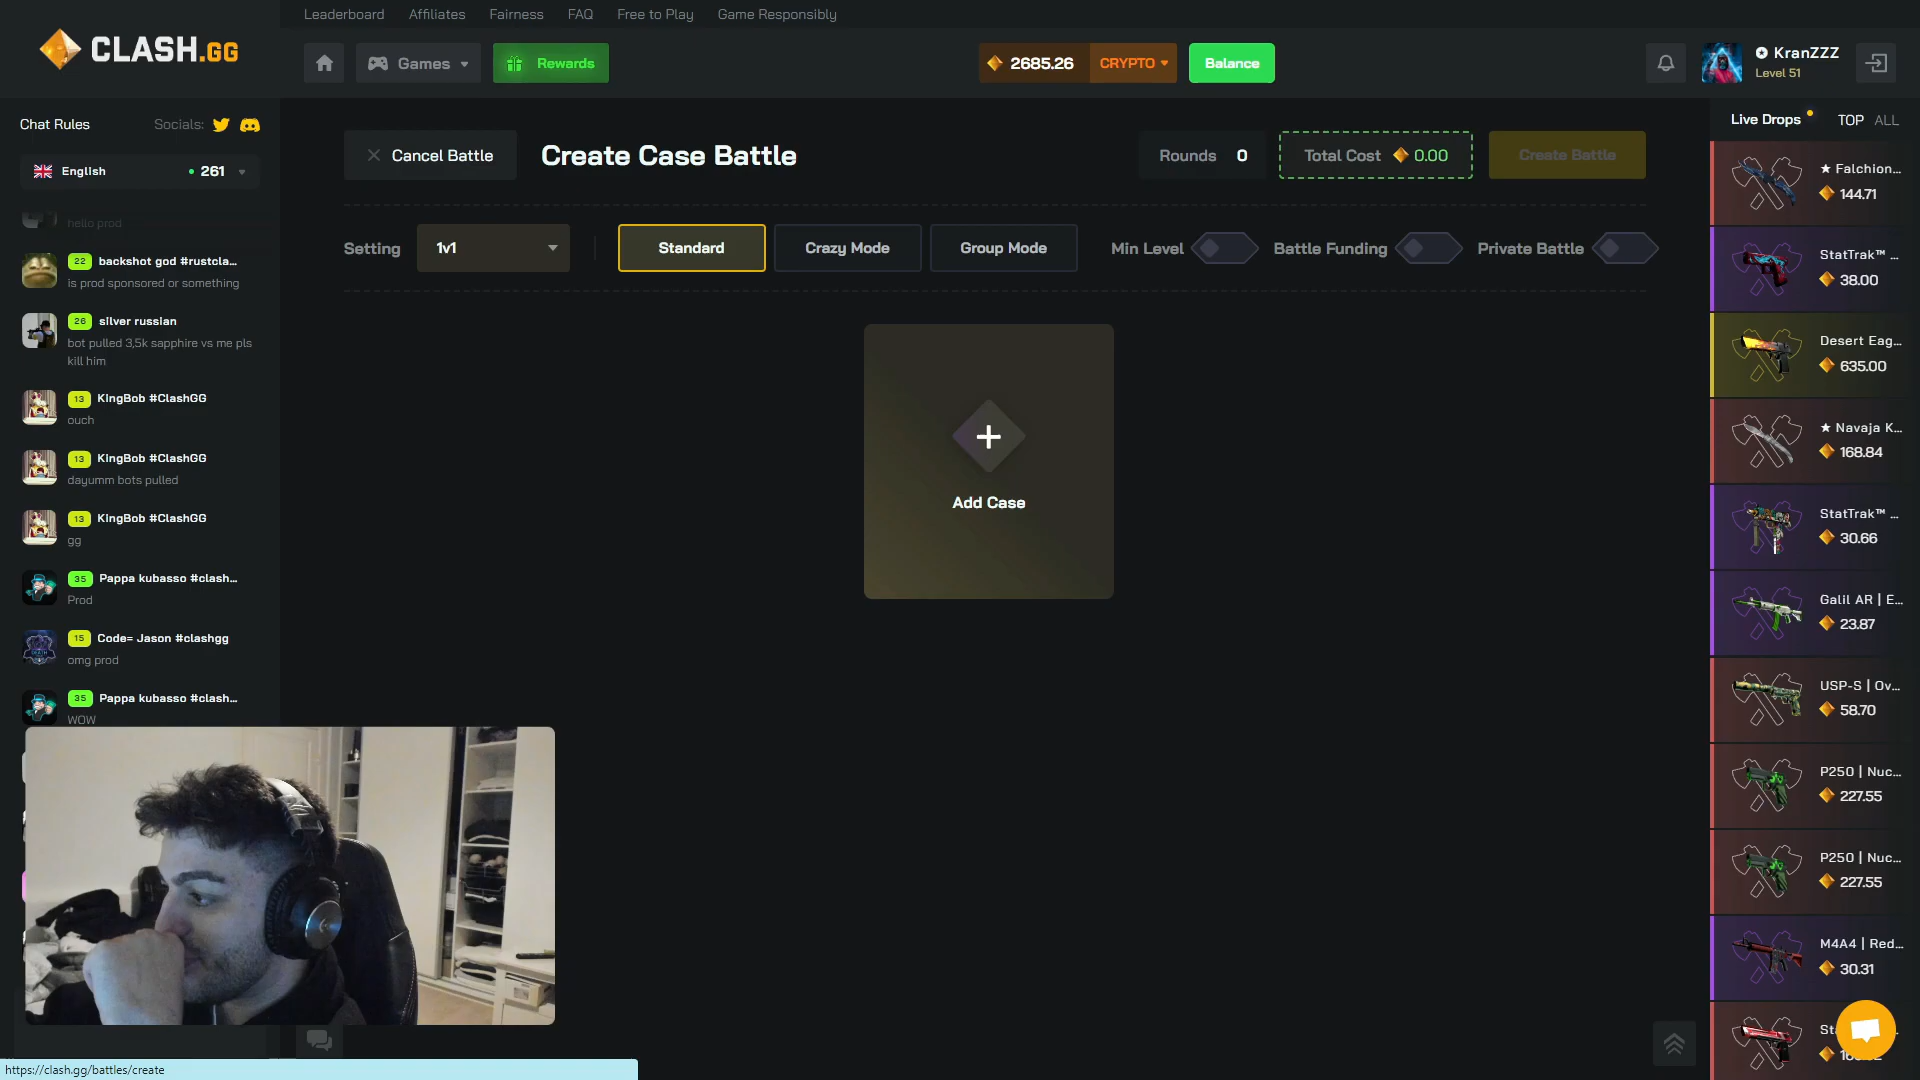 Leaderboard Affiliates Fairness FAQ Free to Play Game Responsibly
CLASH.GG
Games
Rewards
2685.26
CRYPTO
Balance
KranZZZ
Level 51
Chat Rules
Socials:
English
261
hello prod
22 backshot god #rustcla...
is prod sponsored or something
26 silver russian
bot pulled 3,5k sapphire vs me pls
kill him
13 KingBob #ClashGG
ouch
13 KingBob #ClashGG
dayumm bots pulled
13 KingBob #ClashGG
gg
35 Pappa kubasso #clash...
Prod
15 Code= Jason #clashgg
omg prod
35 Pappa kubasso #clash...
WOW
Cancel Battle
Create Case Battle
Rounds 0
Total Cost 0.00
Create Battle
Setting
1v1
Standard
Crazy Mode
Group Mode
Min Level
Battle Funding
Private Battle
Add Case
Live Drops
TOP ALL
★ Falchion...
144.71
StatTrak™ ...
38.00
Desert Eag...
635.00
★ Navaja K...
168.84
StatTrak™ ...
30.66
Galil AR | E...
23.87
USP-S | Ov...
58.70
P250 | Nuc...
227.55
P250 | Nuc...
227.55
M4A4 | Red...
30.31
https://clash.gg/battles/create